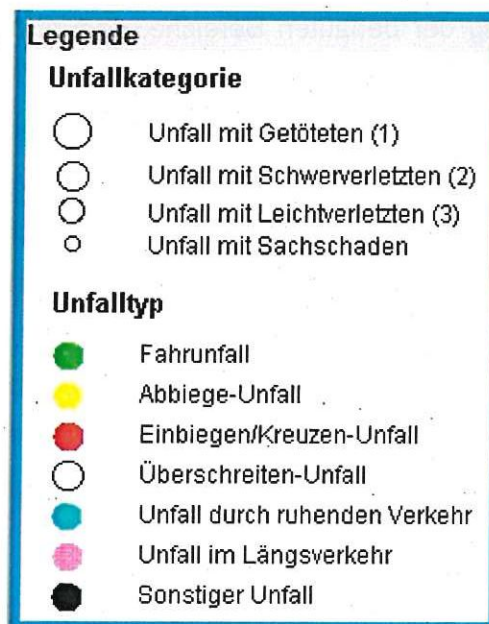 Legende
Unfallkategorie
Unfall mit Getöteten (1)
Unfall mit Schwerverletzten (2)
Unfall mit Leichtverletzten (3)
Unfall mit Sachschaden
Unfalltyp
Fahrunfall
Abbiege-Unfall
Einbiegen/Kreuzen-Unfall
Überschreiten-Unfall
Unfall durch ruhenden Verkehr
Unfall im Längsverkehr
Sonstiger Unfall